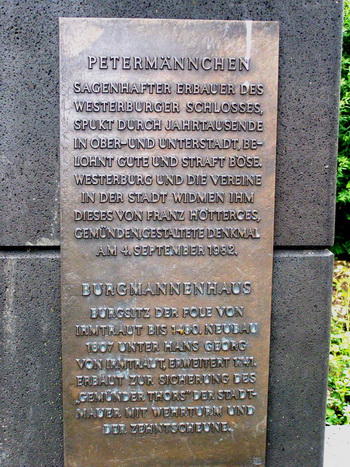 PETERMÄNNCHEN
SAGENHAFTER ERBAUER DES
WESTERBURGER SCHLOSSES,
SPUKT DURCH JAHRTAUSENDE
IN OBER-UND UNTERSTADT, BE-
LOHNT GUTE UND STRAFT BÖSE.
WESTERBURG UND DIE VEREINE
IN DER STADT WIDMEN IHM
DIESES VON FRANZ HÖTTERGES,
GEMÜNDEN, GESTALTETE DENKMAL
AM 4. SEPTEMBER 1982.
BURGMANNENHAUS
BURGSITZ DER FOLE VON
IRMTRAUT BIS 1480. NEUBAU
1607 UNTER HANS GEORG
VON IRMTRAUT, ERWEITERT 1741.
ERBAUT ZUR SICHERUNG DES
„GEMÜNDER THORS" DER STADT-
MAUER MIT WEHRTURM UND
DER ZEHNTSCHEUNE.